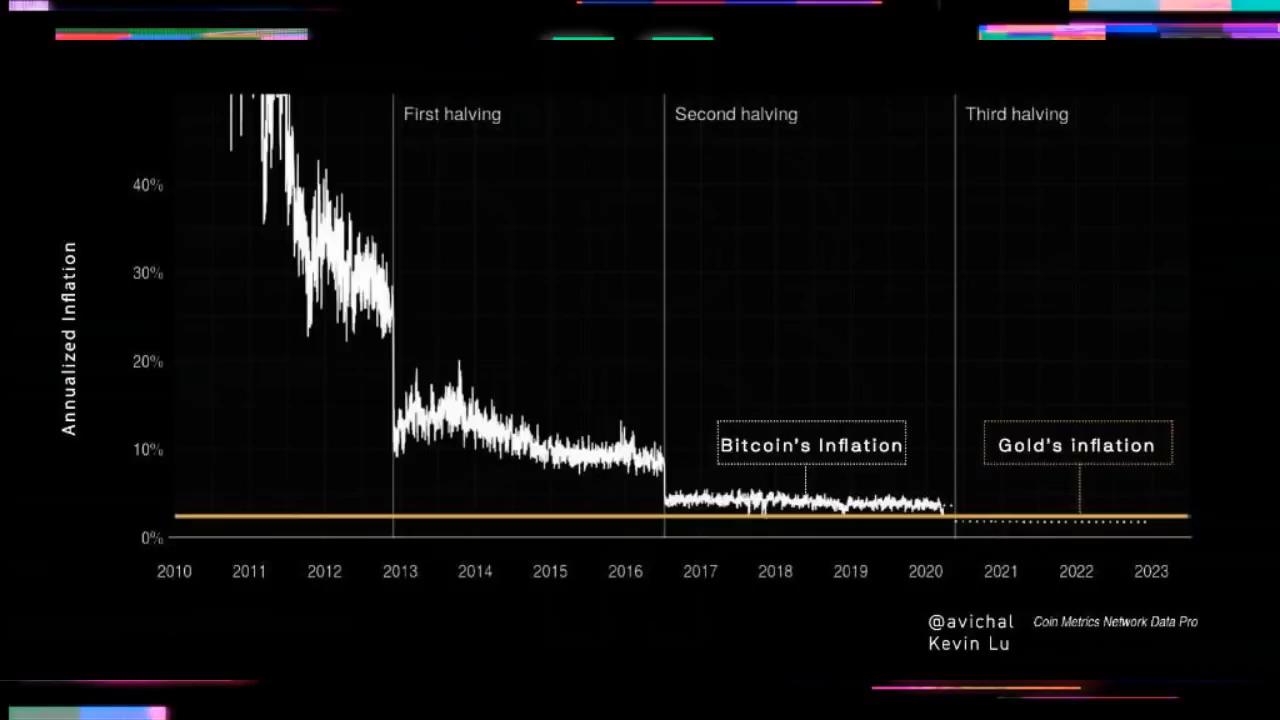 First halving
Second halving
Third halving
40%
30%
20%
10%
0%
Annualized Inflation
Bitcoin's Inflation
Gold's inflation
2010 2011 2012 2013 2014 2015 2016 2017 2018 2019 2020 2021 2022 2023
@avichal Coin Metrics Network Data Pro
Kevin Lu